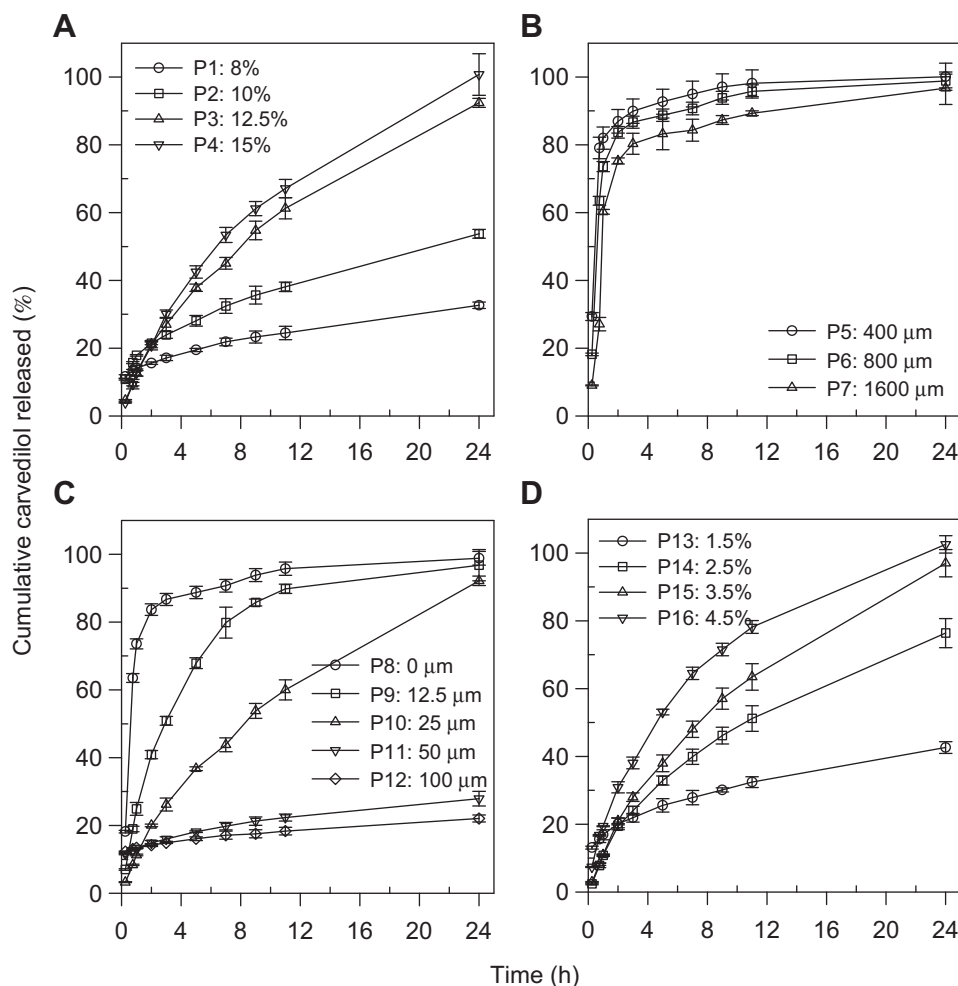 A
P1: 8%
P2: 10%
P3: 12.5%
P4: 15%
100
80
60
40
20
0
0 4 8 12 16 20 24
B
100
80
60
40
20
0
P5: 400 μm
P6: 800 μm
P7: 1600 μm
0 4 8 12 16 20 24
C
100
80
60
40
20
0
P8: 0 μm
P9: 12.5 μm
P10: 25 μm
P11: 50 μm
P12: 100 μm
0 4 8 12 16 20 24
D
P13: 1.5%
P14: 2.5%
P15: 3.5%
P16: 4.5%
100
80
60
40
20
0
0 4 8 12 16 20 24
Cumulative carvedilol released (%)
Time (h)